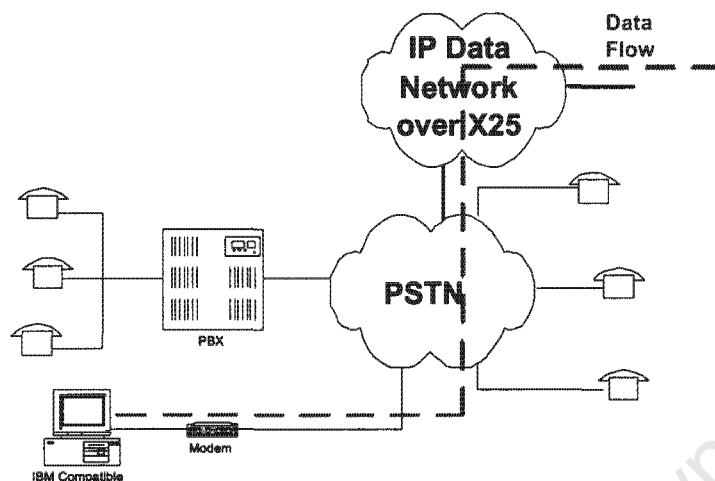 Data
Flow
IP Data
Network
over X25
PSTN
PBX
Modem
IBM Compatible